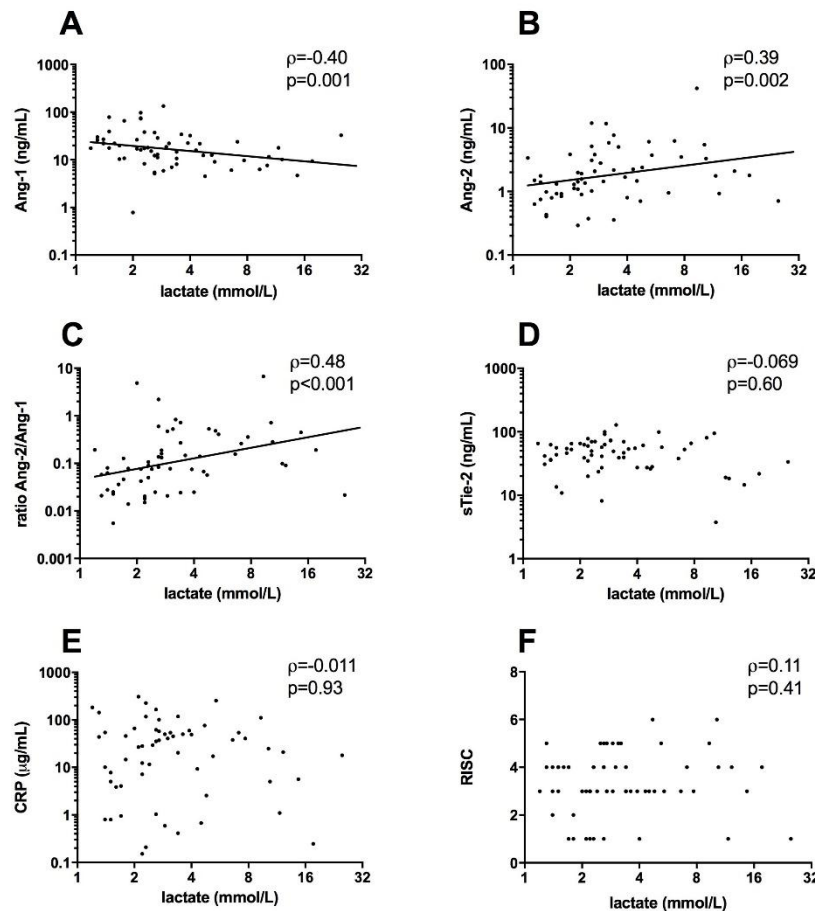 A
ρ=-0.40
p=0.001
1000
100
10
1
0.1
Ang-1 (ng/mL)
1 2 4 8 16 32
lactate (mmol/L)
B
ρ=0.39
p=0.002
100
10
1
0.1
Ang-2 (ng/mL)
1 2 4 8 16 32
lactate (mmol/L)
C
ρ=0.48
p<0.001
10
1
0.1
0.01
0.001
ratio Ang-2/Ang-1
1 2 4 8 16 32
lactate (mmol/L)
D
ρ=-0.069
p=0.60
1000
100
10
1
sTie-2 (ng/mL)
1 2 4 8 16 32
lactate (mmol/L)
E
ρ=-0.011
p=0.93
1000
100
10
1
0.1
CRP (µg/mL)
1 2 4 8 16 32
lactate (mmol/L)
F
ρ=0.11
p=0.41
8
6
4
2
0
RISC
1 2 4 8 16 32
lactate (mmol/L)